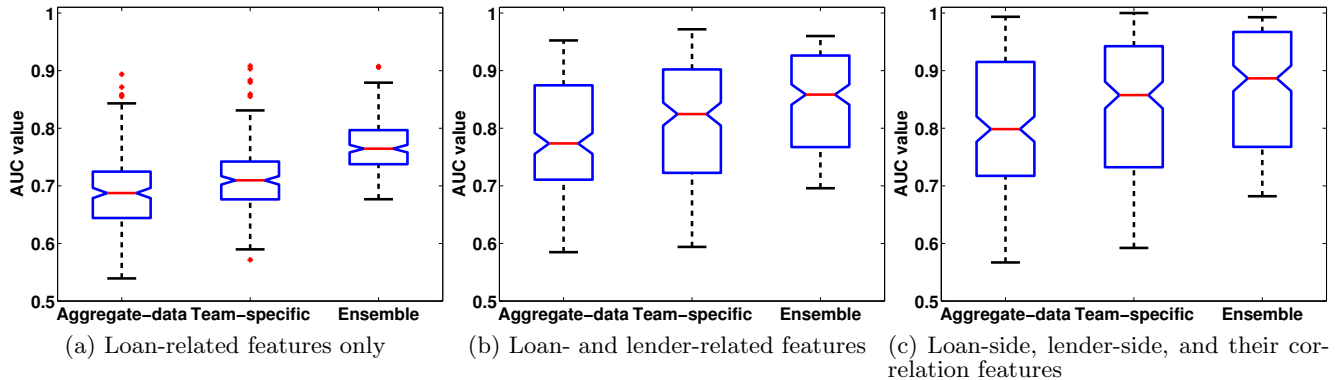 AUC value
1
0.9
0.8
0.7
0.6
0.5
Aggregate−data Team−specific Ensemble
(a) Loan-related features only
AUC value
1
0.9
0.8
0.7
0.6
0.5
Aggregate−data Team−specific Ensemble
(b) Loan- and lender-related features
AUC value
1
0.9
0.8
0.7
0.6
0.5
Aggregate−data Team−specific Ensemble
(c) Loan-side, lender-side, and their cor-
relation features